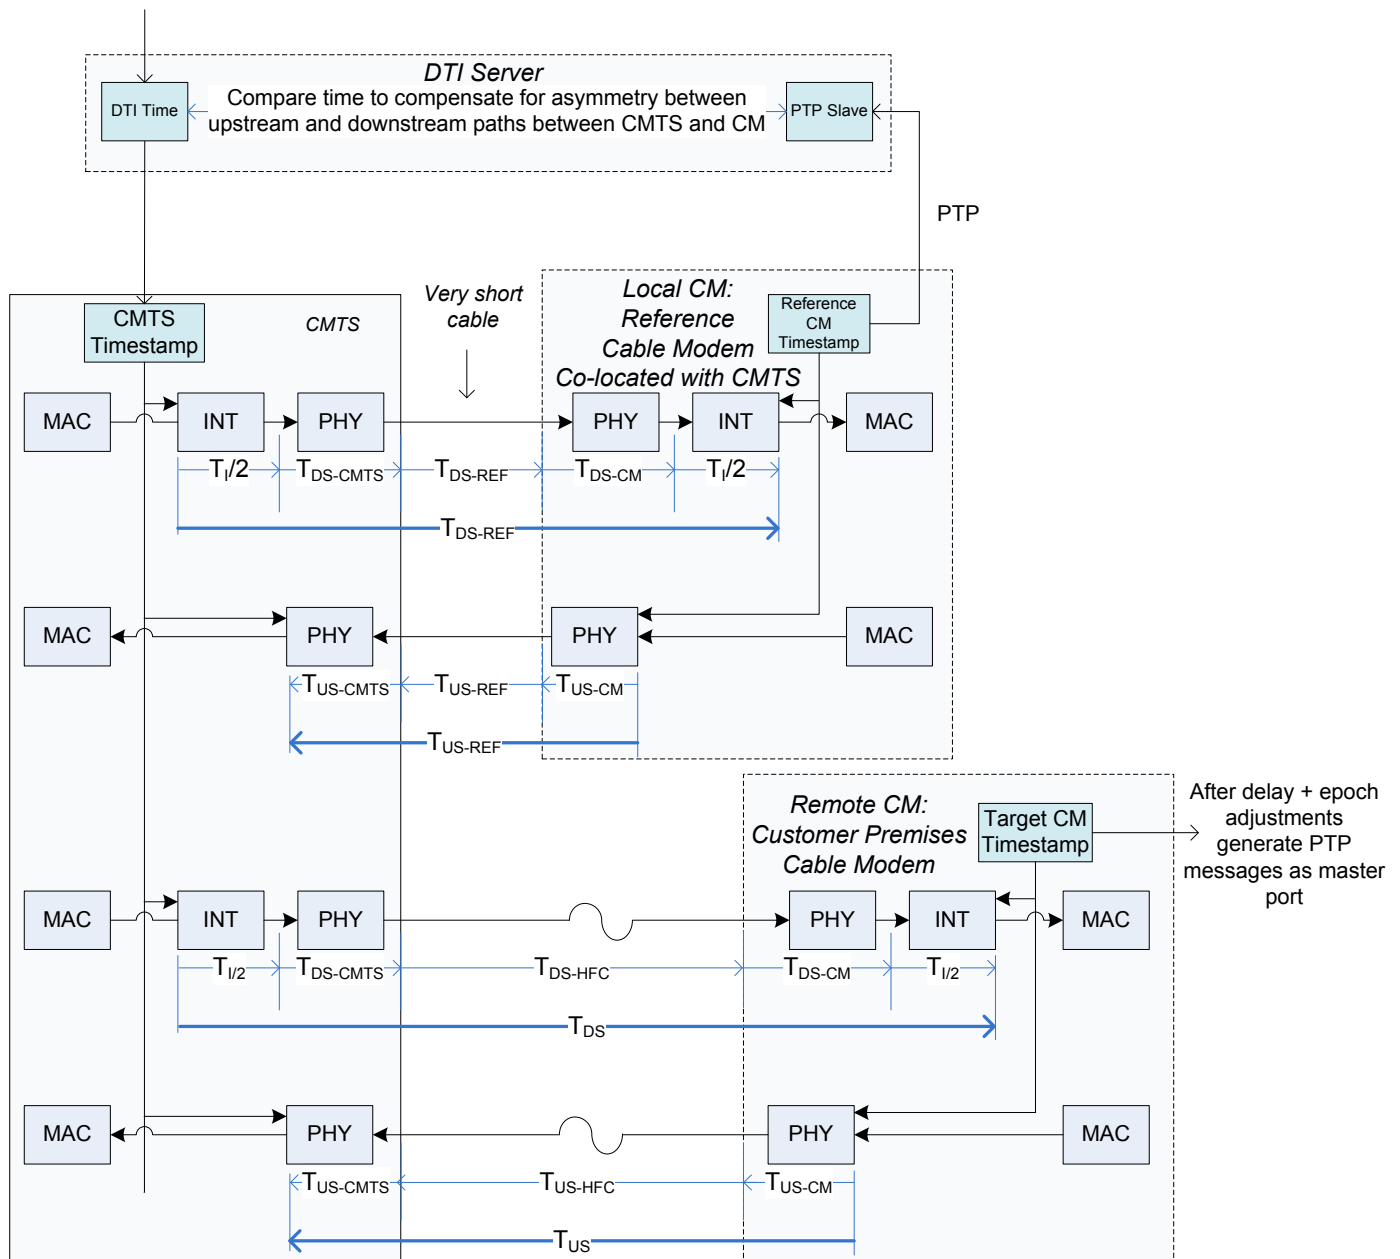 DTI Server
DTI Time
Compare time to compensate for asymmetry between
upstream and downstream paths between CMTS and CM
PTP Slave
PTP
CMTS
Timestamp
CMTS
Very short
cable
Local CM:
Reference
Cable Modem
Co-located with CMTS
Reference
CM
Timestamp
MAC
INT
PHY
PHY
INT
MAC
TI/2
TDS-CMTS
TDS-REF
TDS-CM
TI/2
TDS-REF
MAC
PHY
PHY
MAC
TUS-CMTS
TUS-REF
TUS-CM
TUS-REF
Remote CM:
Customer Premises
Cable Modem
Target CM
Timestamp
After delay + epoch
adjustments
generate PTP
messages as master
port
MAC
INT
PHY
PHY
INT
MAC
TI/2
TDS-CMTS
TDS-HFC
TDS-CM
TI/2
TDS
MAC
PHY
PHY
MAC
TUS-CMTS
TUS-HFC
TUS-CM
TUS